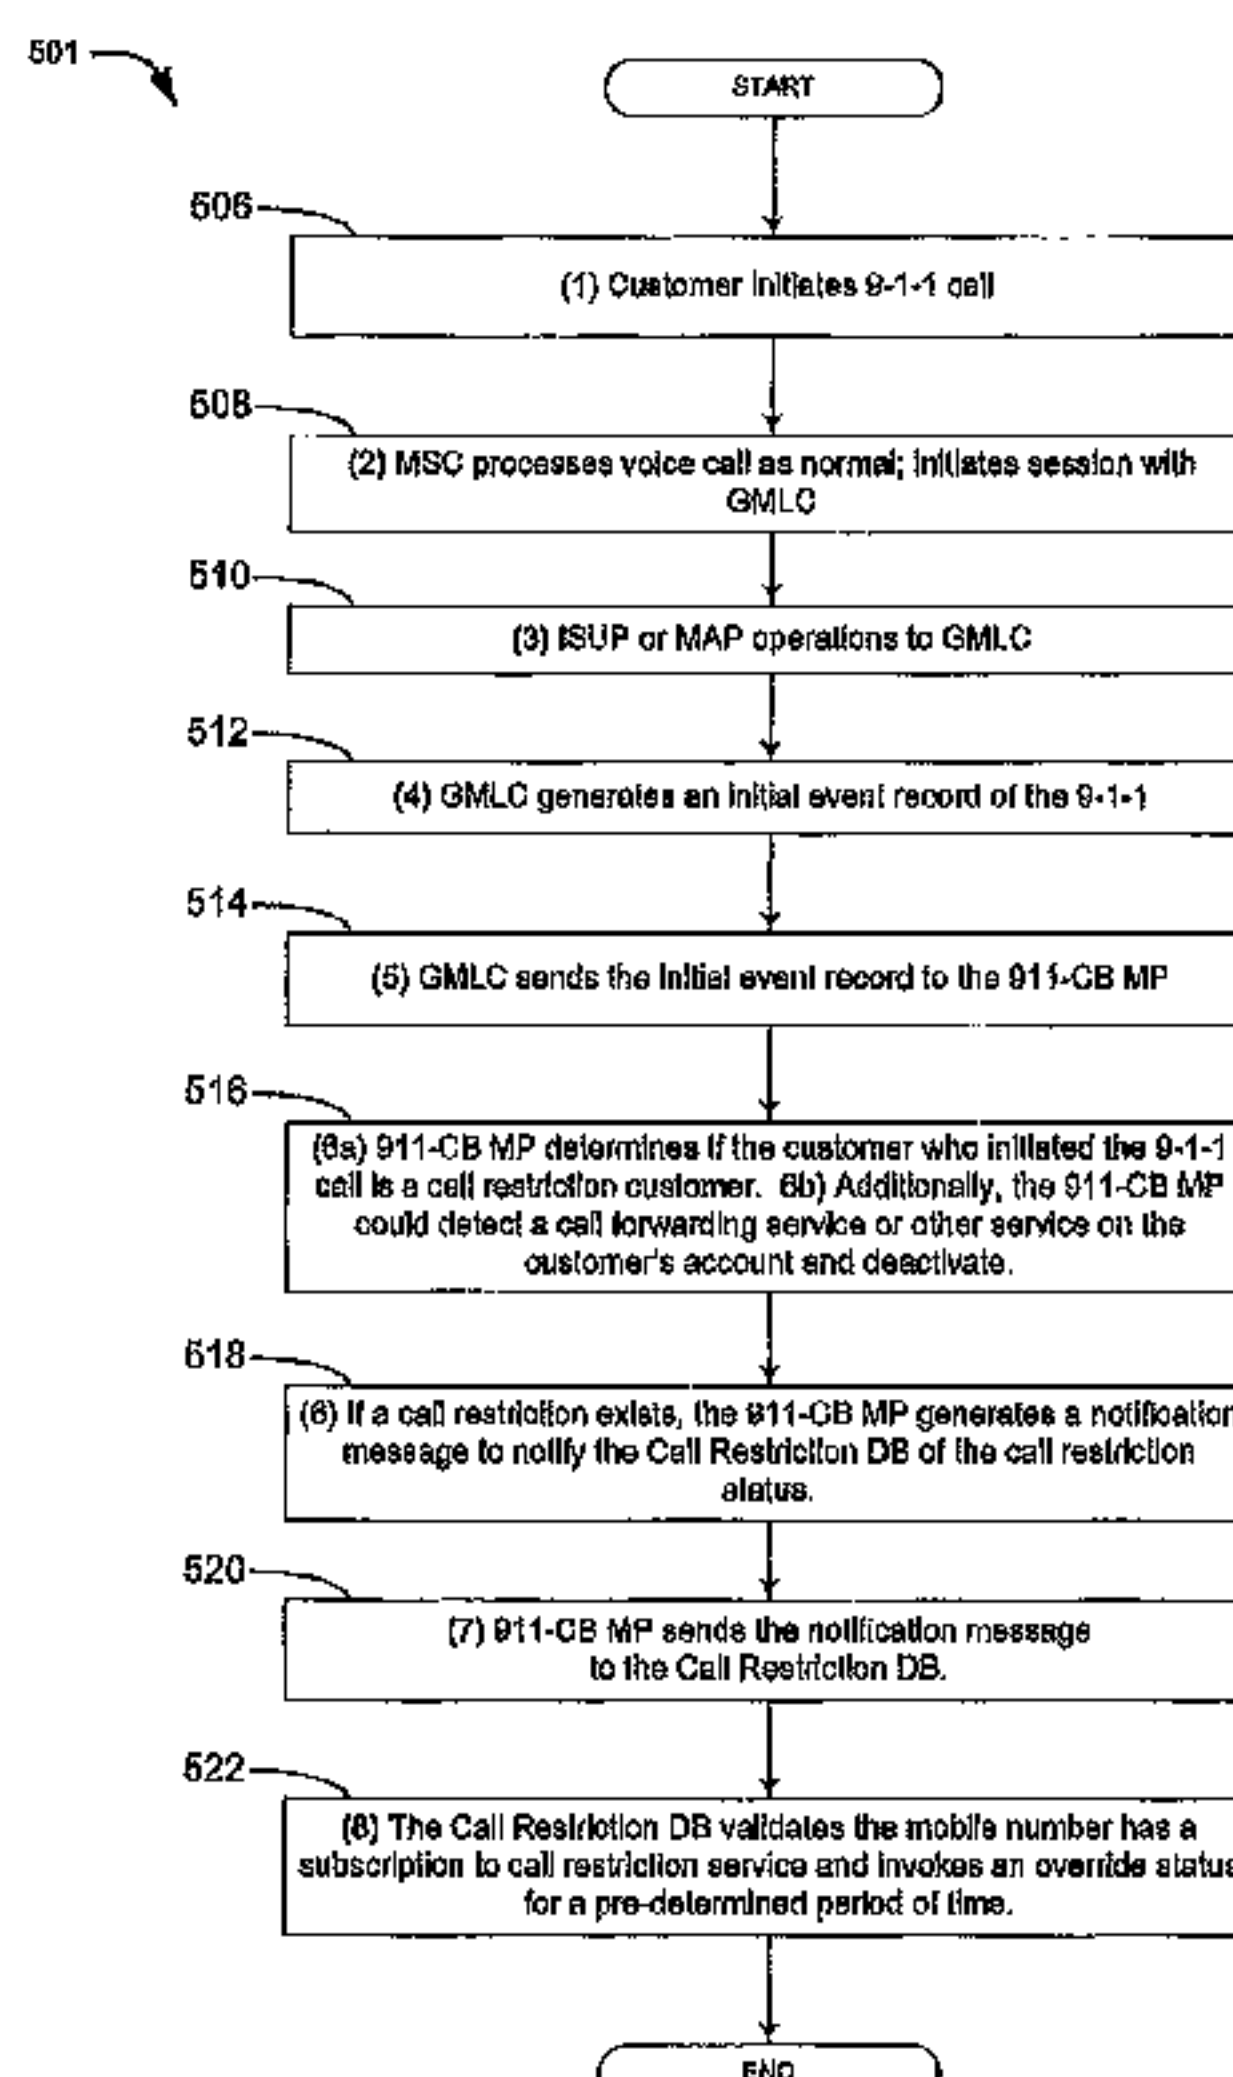 501
START
506
(1) Customer initiates 9-1-1 call
508
(2) MSC processes voice call as normal; initiates session with
GMLC
510
(3) ISUP or MAP operations to GMLC
512
(4) GMLC generates an initial event record of the 9-1-1
514
(5) GMLC sends the initial event record to the 911-CB MP
516
(6a) 911-CB MP determines if the customer who initiated the 9-1-1
call is a call restriction customer. 6b) Additionally, the 911-CB MP
could detect a call forwarding service or other service on the
customer's account and deactivate.
518
(6) If a call restriction exists, the 911-CB MP generates a notification
message to notify the Call Restriction DB of the call restriction
status.
520
(7) 911-CB MP sends the notification message
to the Call Restriction DB.
522
(8) The Call Restriction DB validates the mobile number has a
subscription to call restriction service and invokes an override status
for a pre-determined period of time.
END